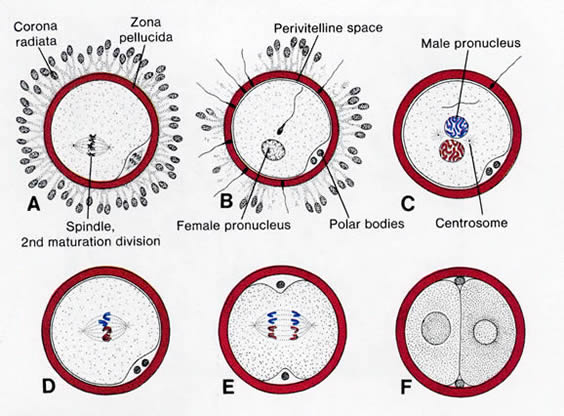 Corona
radiata
Zona
pellucida
Perivitelline space
Male pronucleus
A
B
C
Spindle,
2nd maturation division
Female pronucleus
Polar bodies
Centrosome
D
E
F